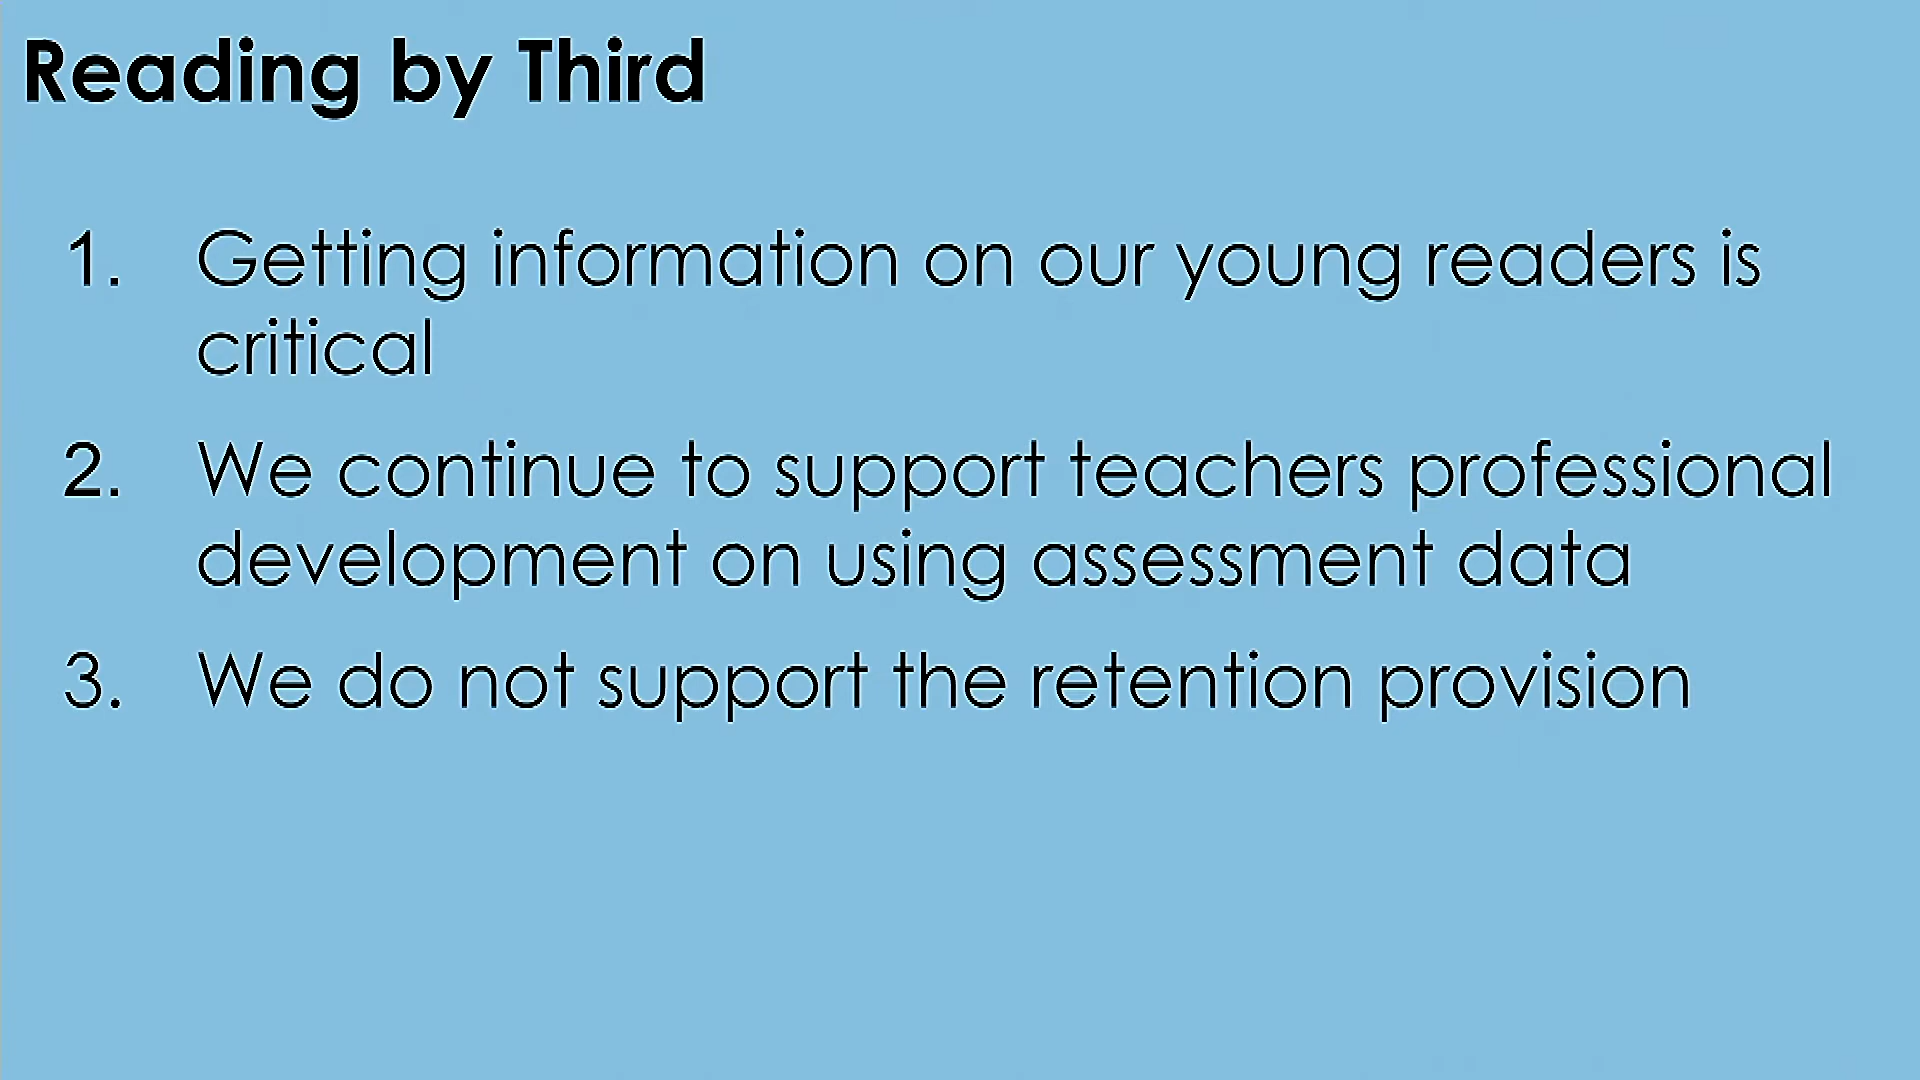 Reading by Third
1. Getting information on our young readers is
critical
2. We continue to support teachers professional
development on using assessment data
3. We do not support the retention provision